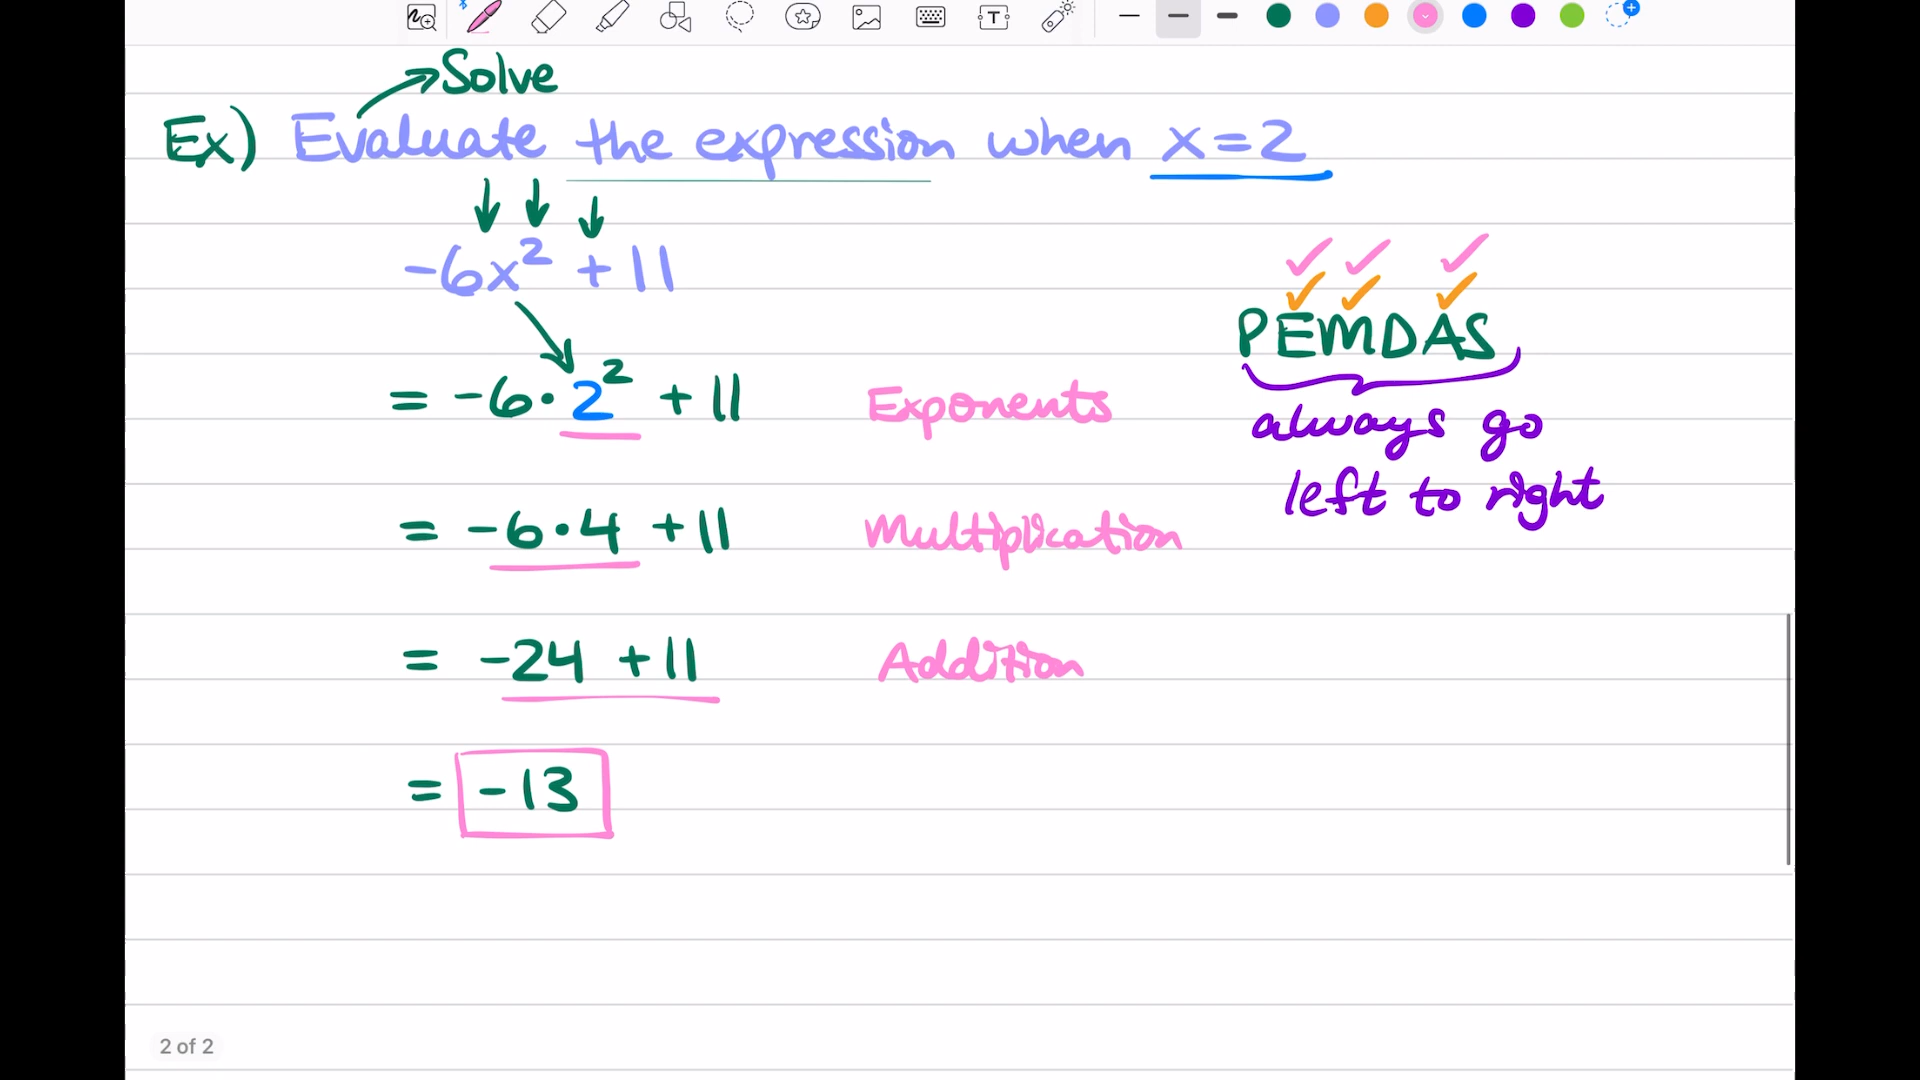 Solve
Ex) Evaluate the expression when x=2
-6x² + 11
PEMDAS
= -6·2² + 11 Exponents
always go
left to right
= -6·4 + 11 Multiplication
= -24 + 11 Addition
= -13
2 of 2